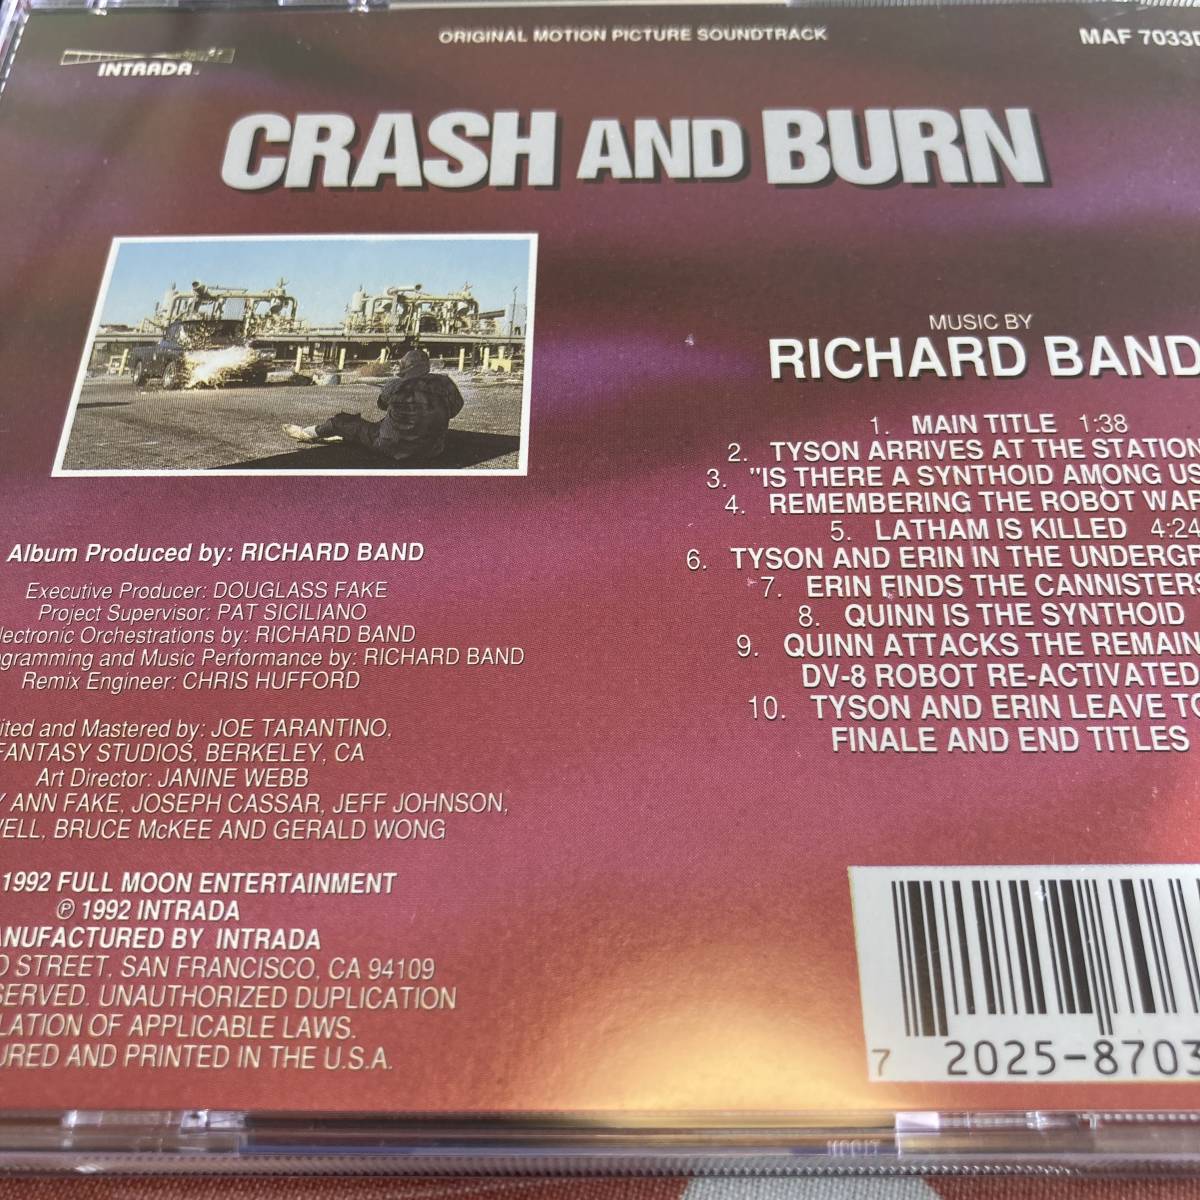 INTRADA
ORIGINAL MOTION PICTURE SOUNDTRACK
MAF 7033D
CRASH AND BURN
MUSIC BY
RICHARD BAND
1. MAIN TITLE 1:38
2. TYSON ARRIVES AT THE STATION
3. "IS THERE A SYNTHOID AMONG US
4. REMEMBERING THE ROBOT WAR
5. LATHAM IS KILLED 4:24
6. TYSON AND ERIN IN THE UNDERGR
7. ERIN FINDS THE CANNISTERS
8. QUINN IS THE SYNTHOID
9. QUINN ATTACKS THE REMAIN
DV-8 ROBOT RE-ACTIVATED
10. TYSON AND ERIN LEAVE TO
FINALE AND END TITLES
Album Produced by: RICHARD BAND
Executive Producer: DOUGLASS FAKE
Project Supervisor: PAT SICILIANO
lectronic Orchestrations by: RICHARD BAND
ogramming and Music Performance by: RICHARD BAND
Remix Engineer: CHRIS HUFFORD
ited and Mastered by: JOE TARANTINO,
FANTASY STUDIOS, BERKELEY, CA
Art Director: JANINE WEBB
Y ANN FAKE, JOSEPH CASSAR, JEFF JOHNSON,
WELL, BRUCE McKEE AND GERALD WONG
1992 FULL MOON ENTERTAINMENT
℗ 1992 INTRADA
ANUFACTURED BY INTRADA
O STREET, SAN FRANCISCO, CA 94109
SERVED. UNAUTHORIZED DUPLICATION
LATION OF APPLICABLE LAWS.
URED AND PRINTED IN THE U.S.A.
7 2025-8703